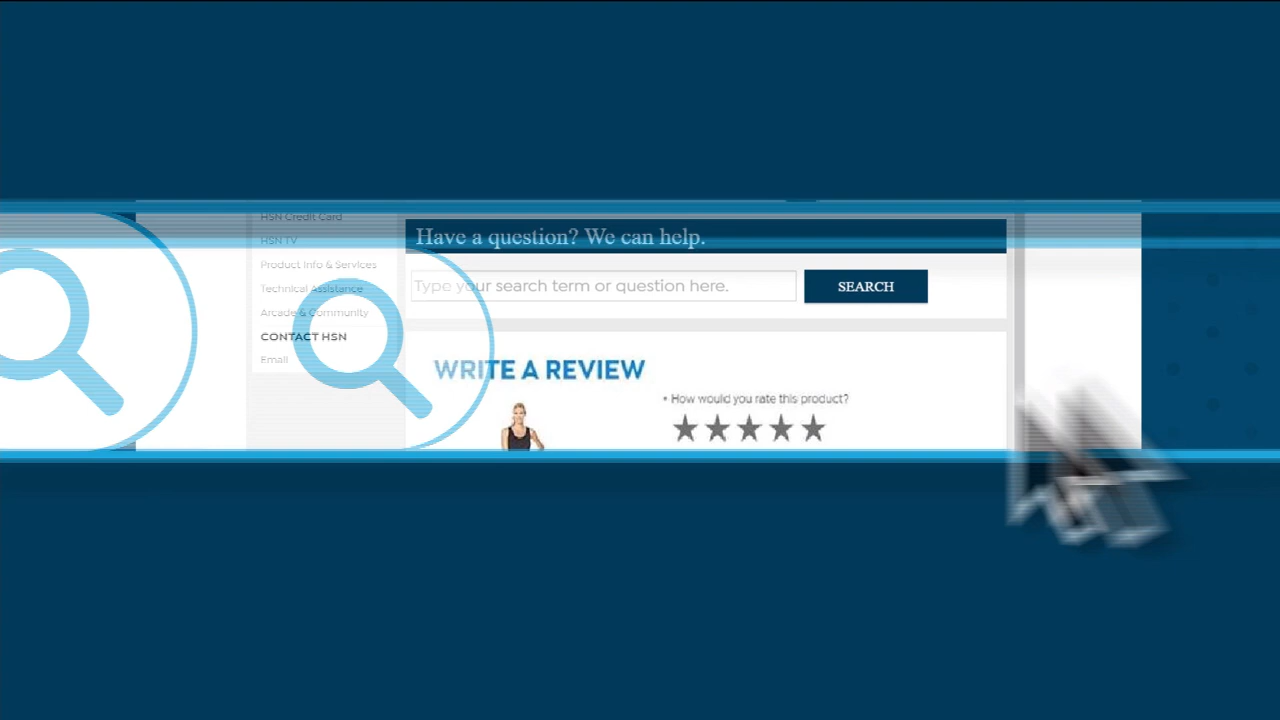 HSN Credit Card
HSN TV
Product Info & Services
Technical Assistance
Arcade & Community
CONTACT HSN
Email
Have a question? We can help.
Type your search term or question here.
SEARCH
WRITE A REVIEW
• How would you rate this product?